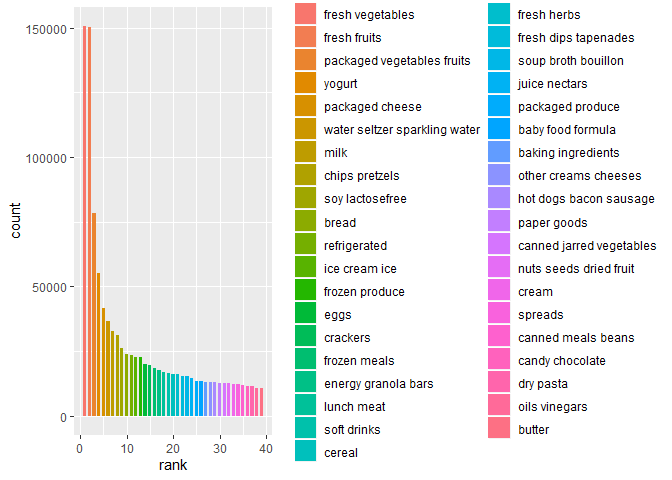 150000
100000
50000
0
count
0
10
20
30
40
rank
fresh vegetables
fresh fruits
packaged vegetables fruits
yogurt
packaged cheese
water seltzer sparkling water
milk
chips pretzels
soy lactosefree
bread
refrigerated
ice cream ice
frozen produce
eggs
crackers
frozen meals
energy granola bars
lunch meat
soft drinks
cereal
fresh herbs
fresh dips tapenades
soup broth bouillon
juice nectars
packaged produce
baby food formula
baking ingredients
other creams cheeses
hot dogs bacon sausage
paper goods
canned jarred vegetables
nuts seeds dried fruit
cream
spreads
canned meals beans
candy chocolate
dry pasta
oils vinegars
butter